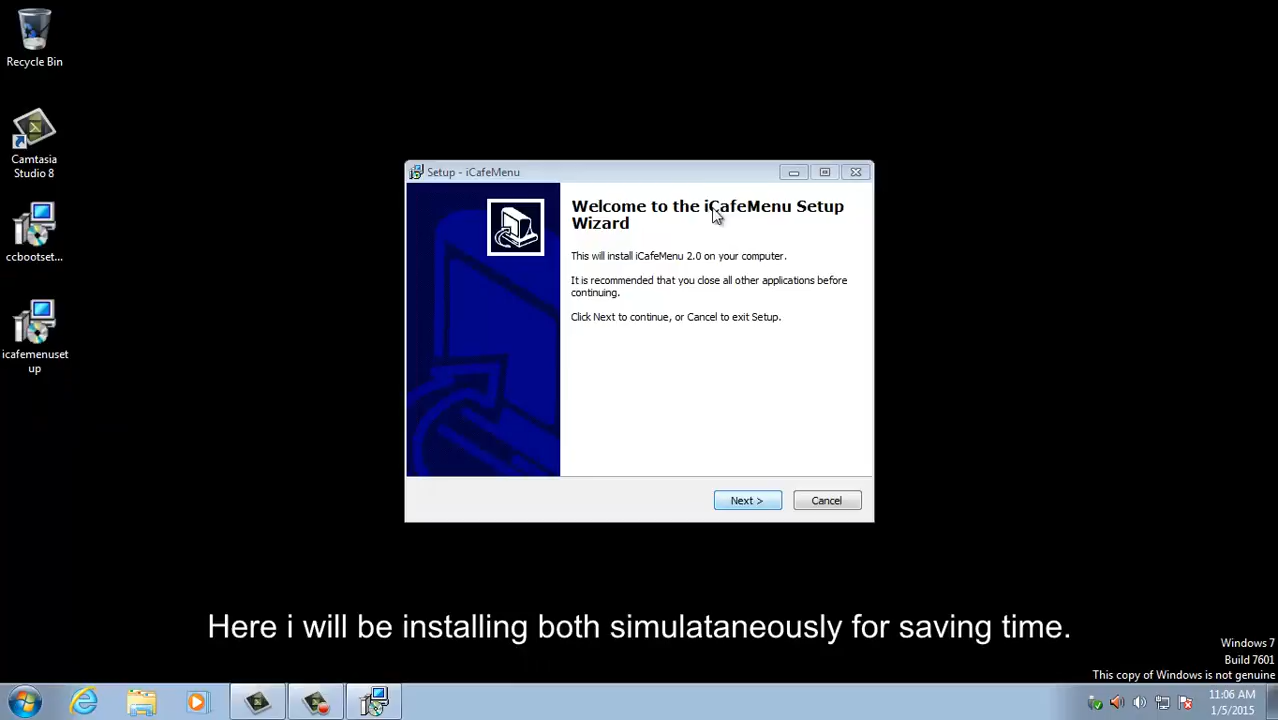 Recycle Bin
Camtasia
Studio 8
ccbootset...
icafemenuset
up
Setup - iCafeMenu
Welcome to the iCafeMenu Setup
Wizard
This will install iCafeMenu 2.0 on your computer.
It is recommended that you close all other applications before
continuing.
Click Next to continue, or Cancel to exit Setup.
Next >
Cancel
Here i will be installing both simulataneously for saving time.
Windows 7
Build 7601
This copy of Windows is not genuine
11:06 AM
1/5/2015